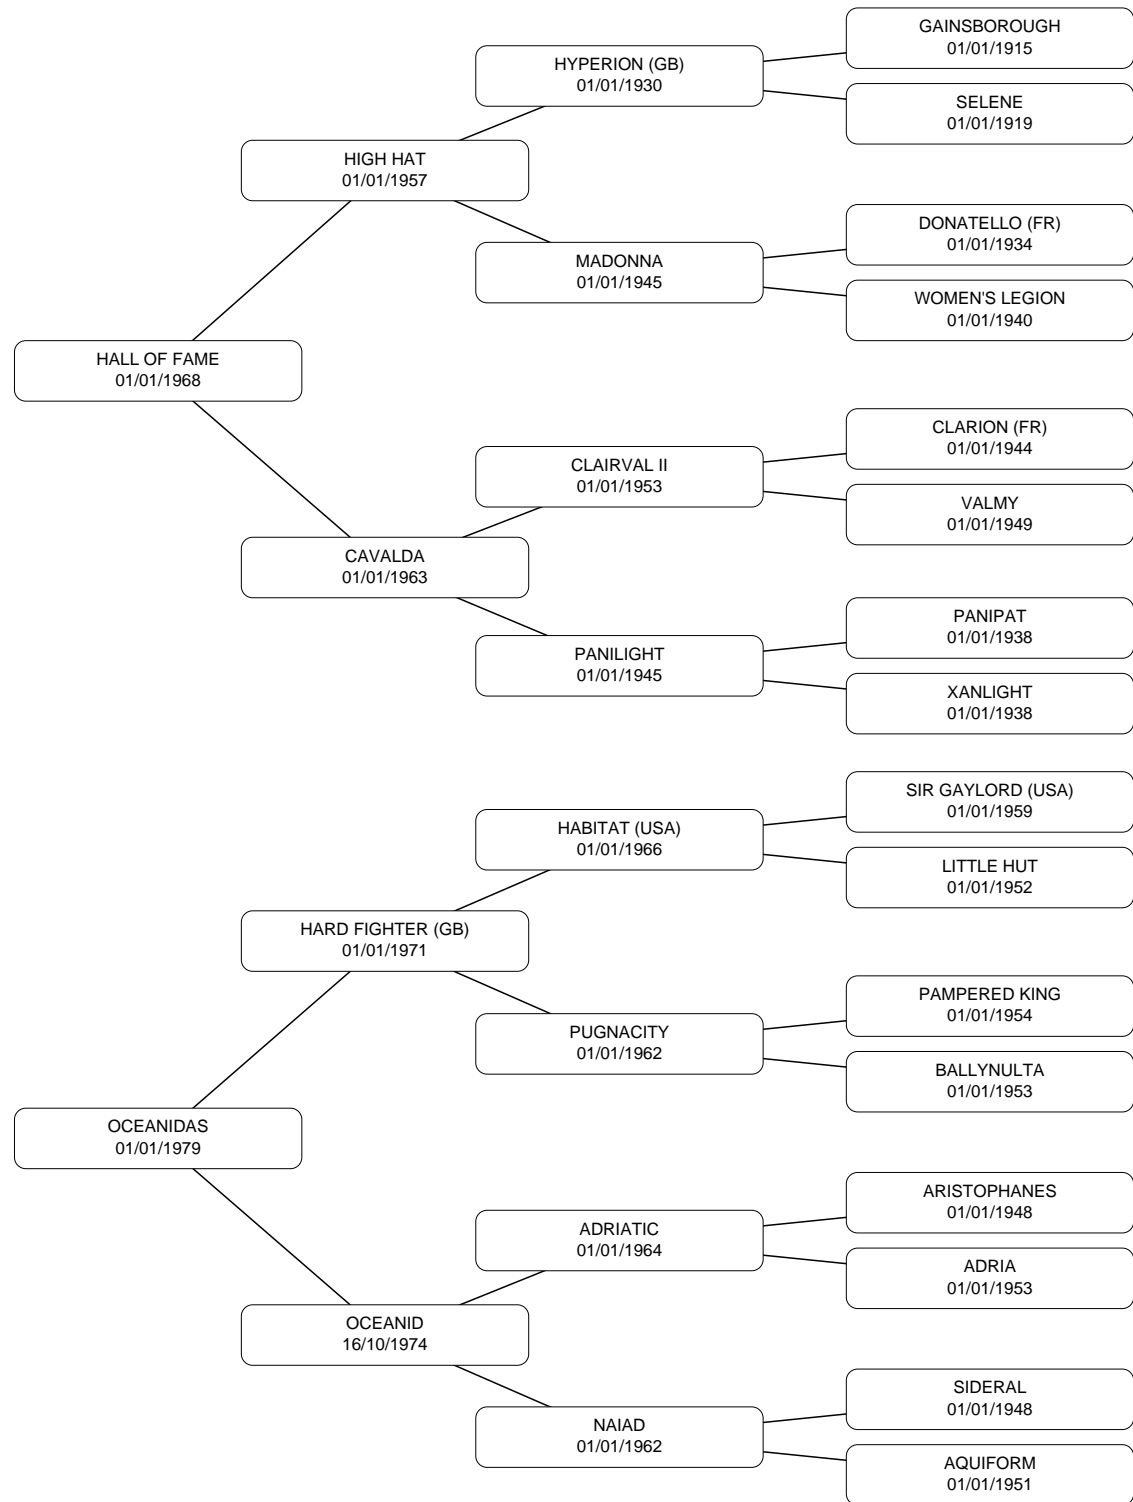 GAINSBOROUGH
01/01/1915
HYPERION (GB)
01/01/1930
SELENE
01/01/1919
HIGH HAT
01/01/1957
DONATELLO (FR)
01/01/1934
MADONNA
01/01/1945
WOMEN'S LEGION
01/01/1940
HALL OF FAME
01/01/1968
CLARION (FR)
01/01/1944
CLAIRVAL II
01/01/1953
VALMY
01/01/1949
CAVALDA
01/01/1963
PANIPAT
01/01/1938
PANILIGHT
01/01/1945
XANLIGHT
01/01/1938
SIR GAYLORD (USA)
01/01/1959
HABITAT (USA)
01/01/1966
LITTLE HUT
01/01/1952
HARD FIGHTER (GB)
01/01/1971
PAMPERED KING
01/01/1954
PUGNACITY
01/01/1962
BALLYNULTA
01/01/1953
OCEANIDAS
01/01/1979
ARISTOPHANES
01/01/1948
ADRIATIC
01/01/1964
ADRIA
01/01/1953
OCEANID
16/10/1974
SIDERAL
01/01/1948
NAIAD
01/01/1962
AQUIFORM
01/01/1951